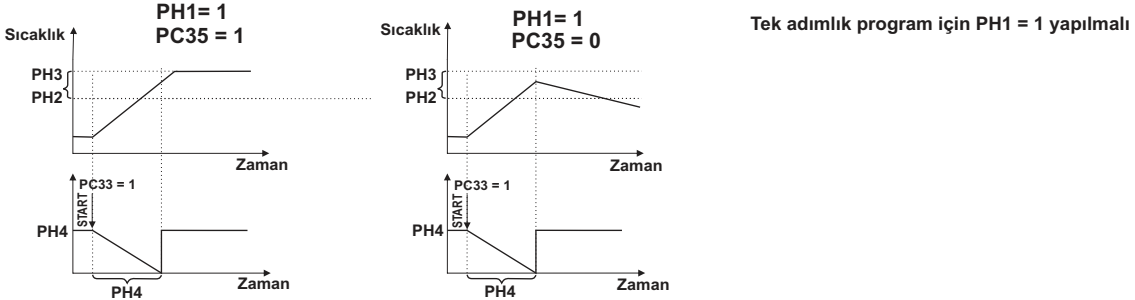 PH1= 1
PC35 = 1
Sıcaklık
PH3
PH2
Zaman
PC33 = 1
START
PH4
PH4
Zaman
PH1= 1
PC35 = 0
Sıcaklık
PH3
PH2
Zaman
PC33 = 1
START
PH4
PH4
Zaman
Tek adımlık program için PH1 = 1 yapılmalı